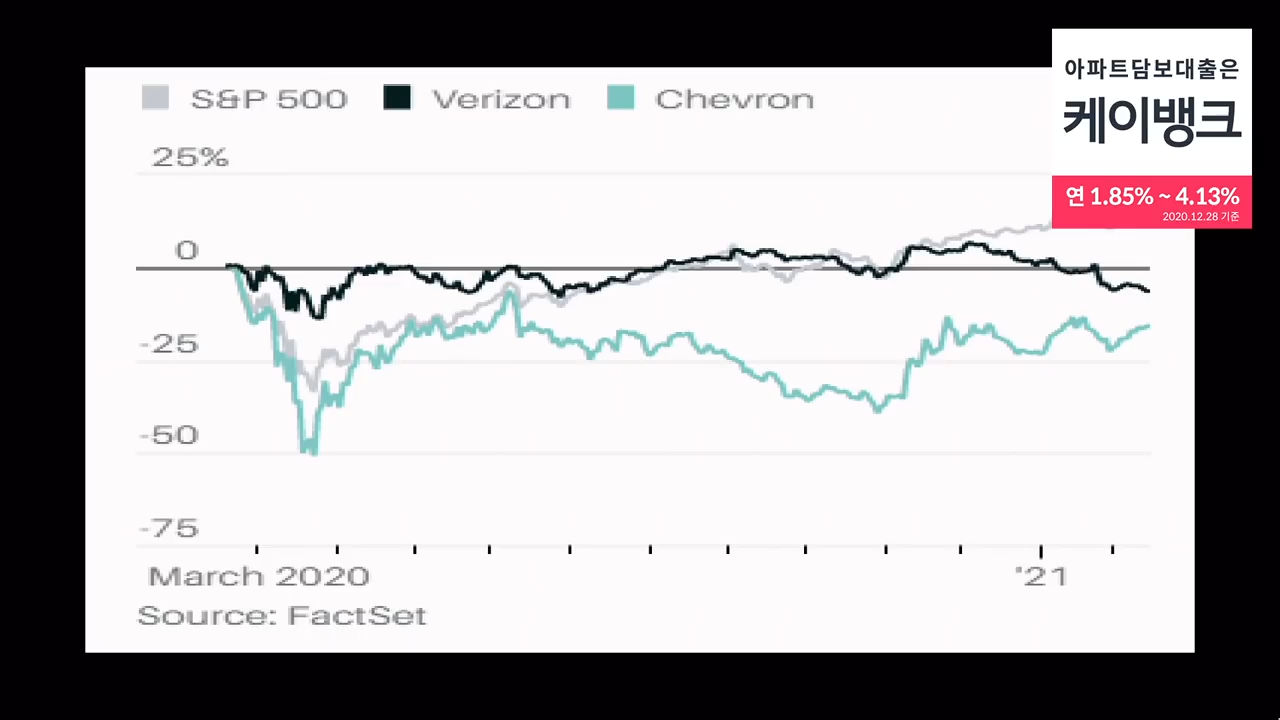 S&P 500 Verizon Chevron
25%
0
-25
-50
-75
March 2020 '21
Source: FactSet
아파트담보대출은
케이뱅크
연 1.85% ~ 4.13%
2020.12.28 기준